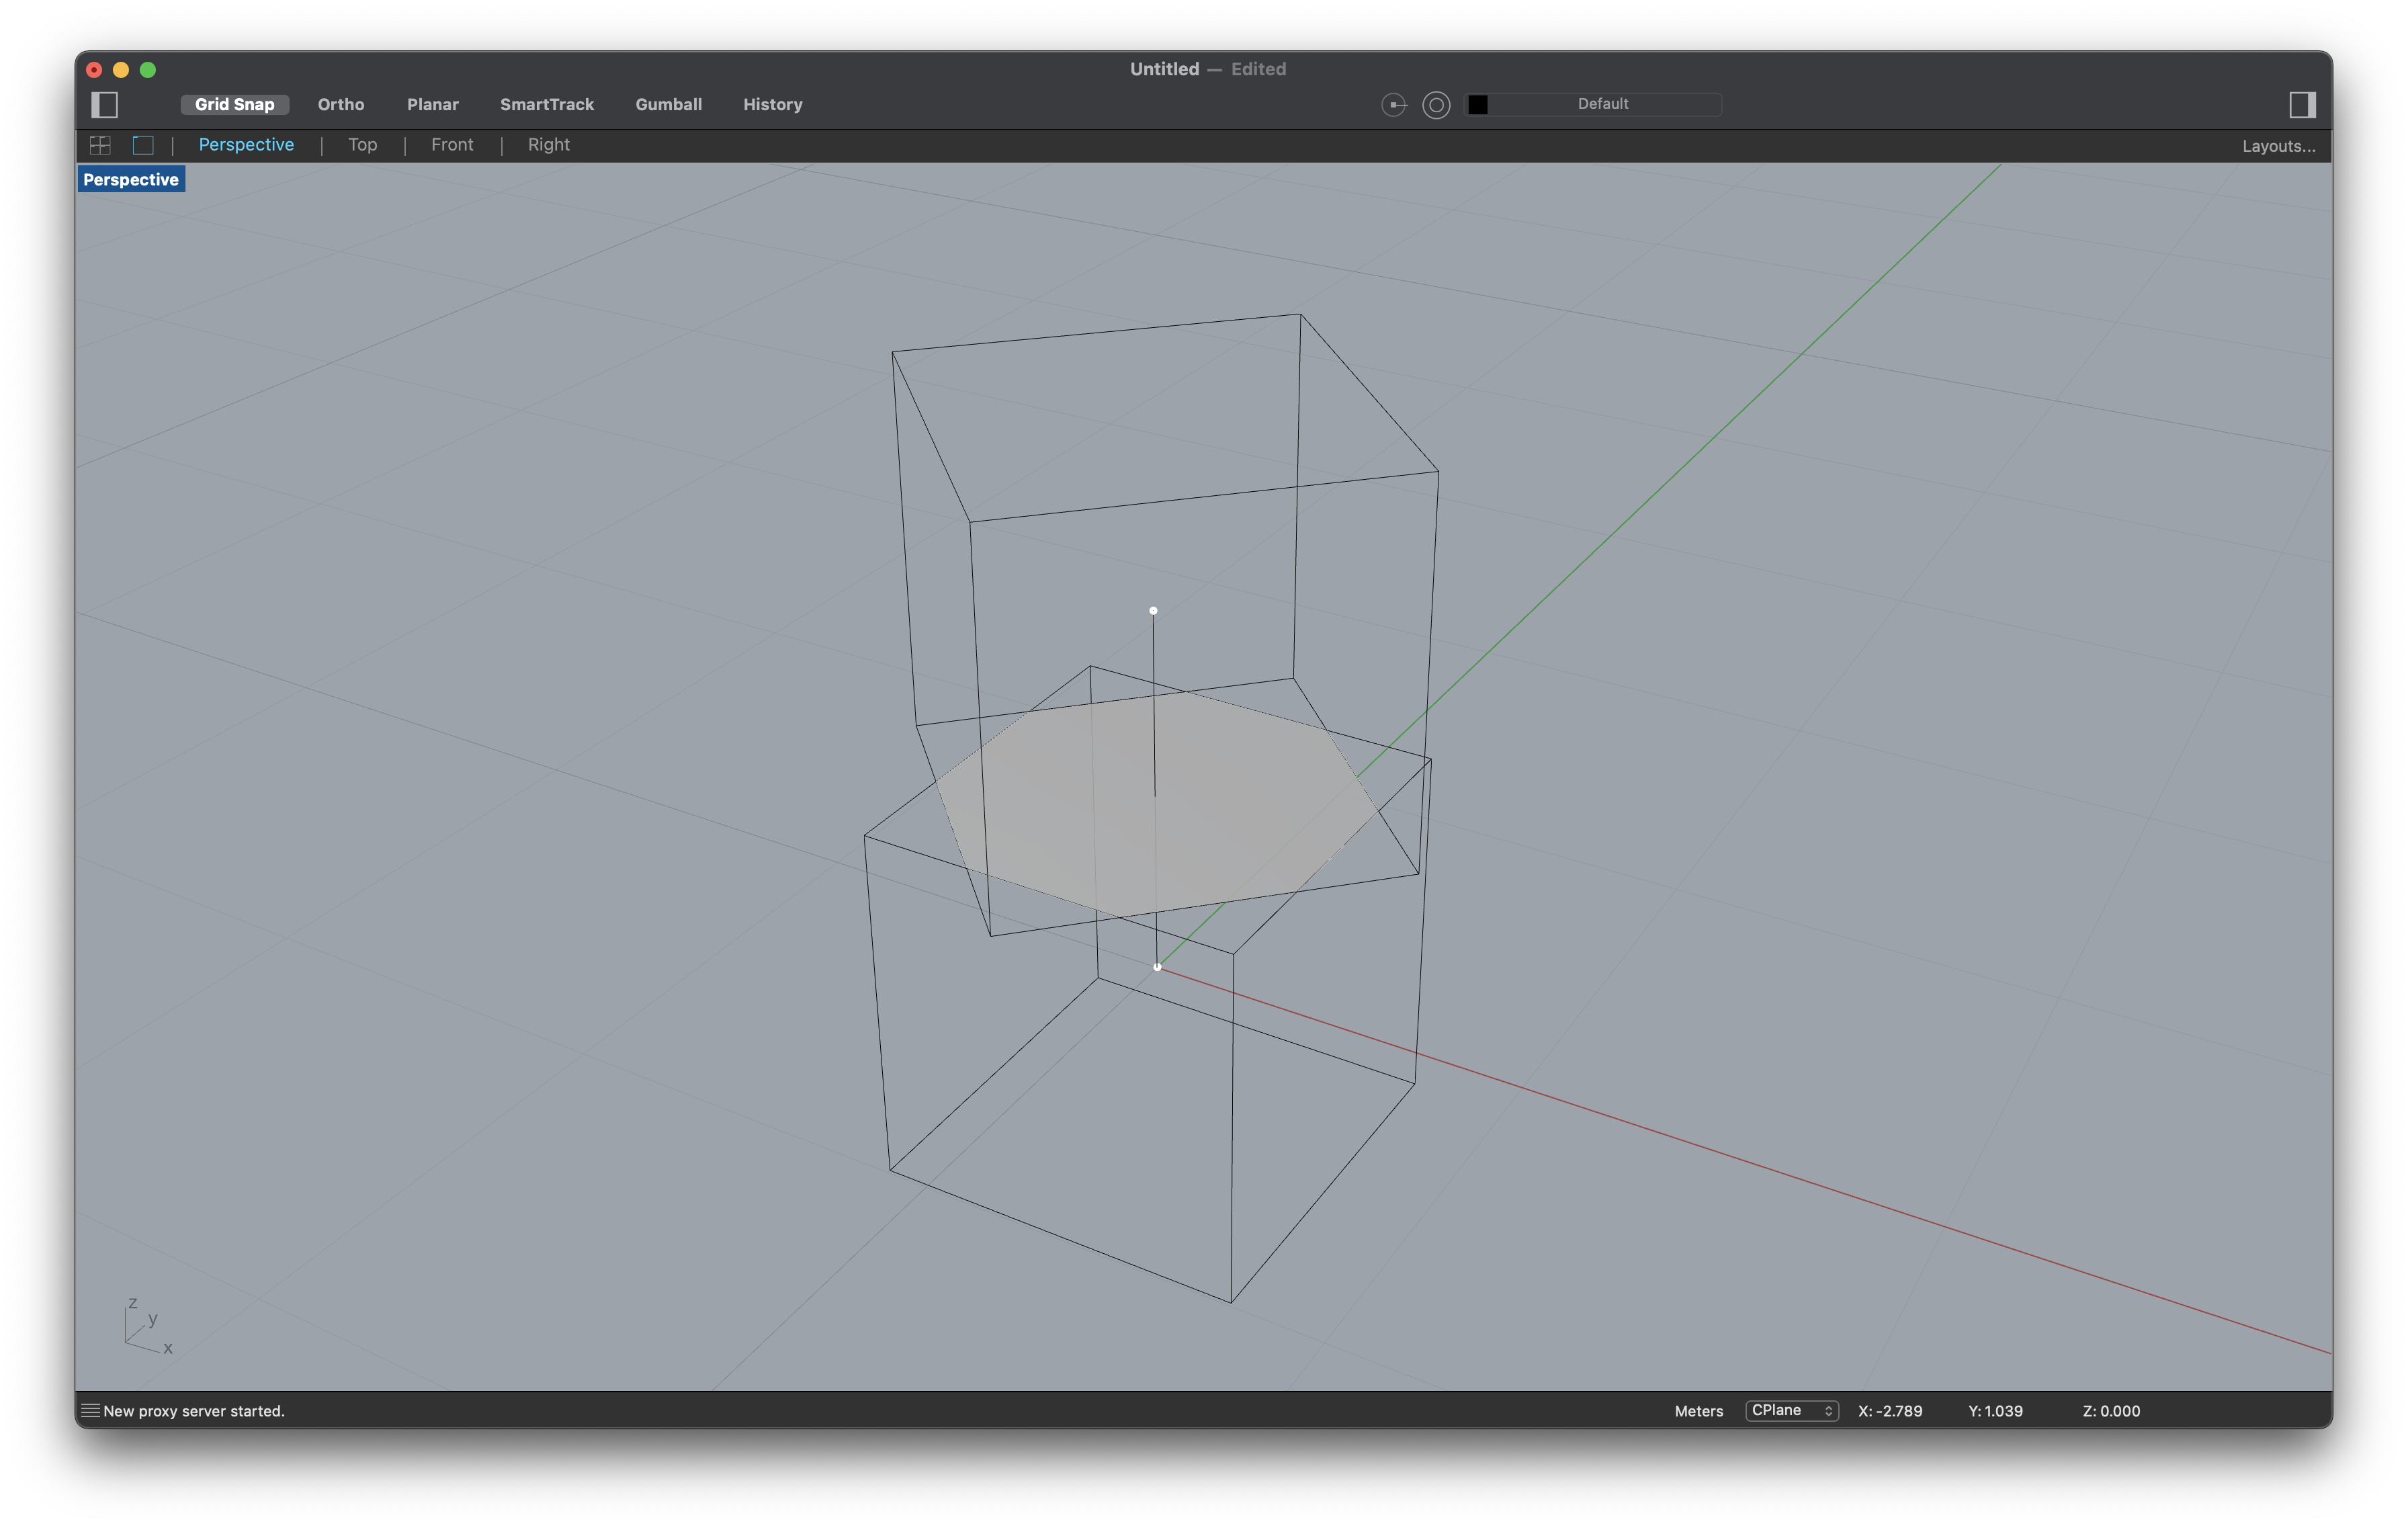 Untitled — Edited
Grid Snap Ortho Planar SmartTrack Gumball History Default
Perspective | Top | Front | Right Layouts...
Perspective
z
y
x
New proxy server started. Meters CPlane X: -2.789 Y: 1.039 Z: 0.000